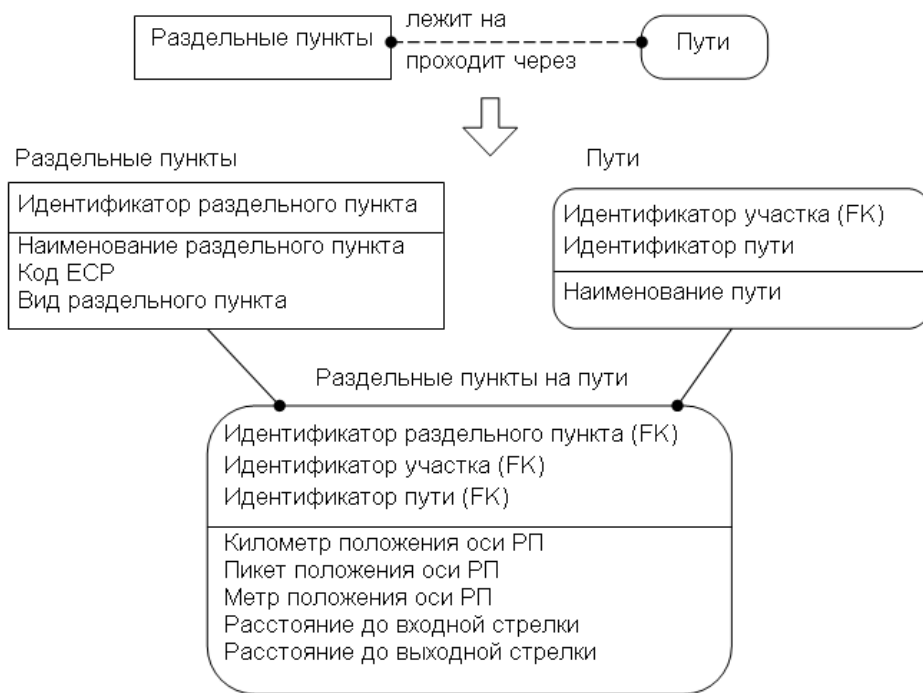 лежит на
Раздельные пункты
Пути
проходит через
Раздельные пункты
Идентификатор раздельного пункта
Наименование раздельного пункта
Код ЕСР
Вид раздельного пункта
Пути
Идентификатор участка (FK)
Идентификатор пути
Наименование пути
Раздельные пункты на пути
Идентификатор раздельного пункта (FK)
Идентификатор участка (FK)
Идентификатор пути (FK)
Километр положения оси РП
Пикет положения оси РП
Метр положения оси РП
Расстояние до входной стрелки
Расстояние до выходной стрелки